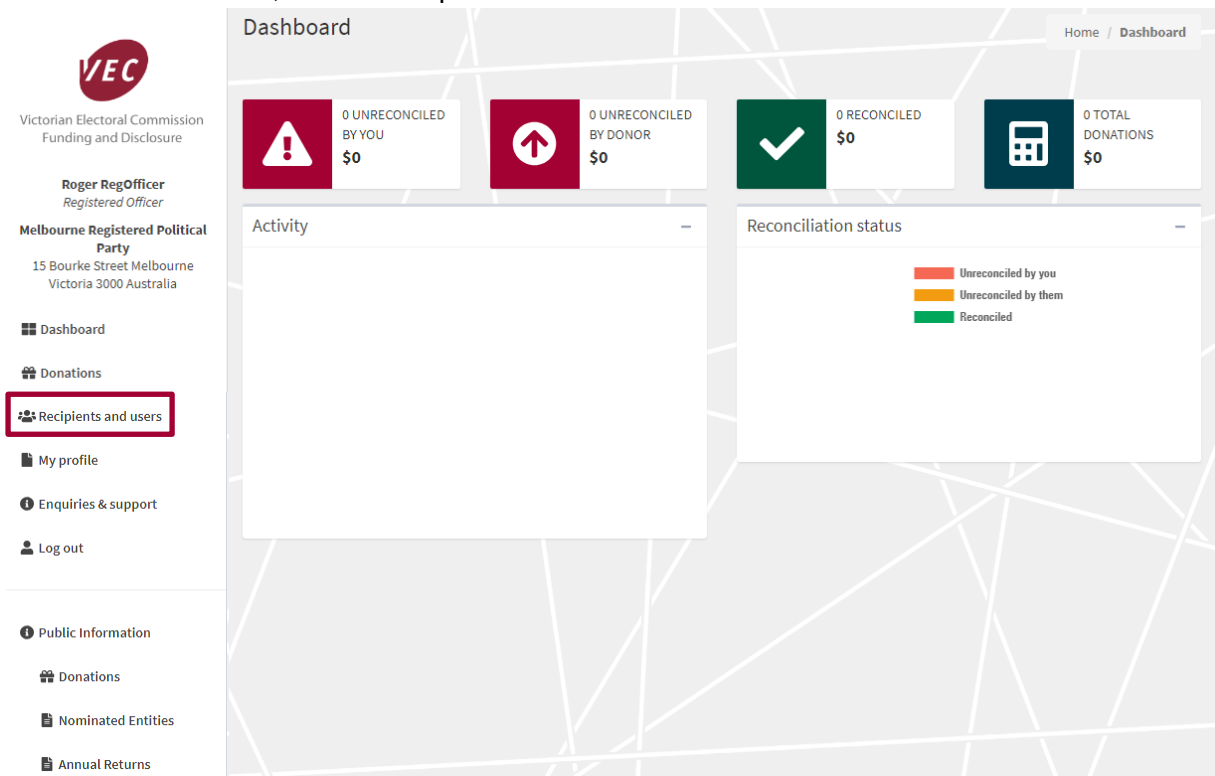 Dashboard
Home / Dashboard
VEC
Victorian Electoral Commission
Funding and Disclosure
Roger RegOfficer
Registered Officer
Melbourne Registered Political
Party
15 Bourke Street Melbourne
Victoria 3000 Australia
Dashboard
Donations
Recipients and users
My profile
Enquiries & support
Log out
Public Information
Donations
Nominated Entities
Annual Returns
0 UNRECONCILED
BY YOU
$0
0 UNRECONCILED
BY DONOR
$0
0 RECONCILED
$0
0 TOTAL
DONATIONS
$0
Activity
Reconciliation status
Unreconciled by you
Unreconciled by them
Reconciled